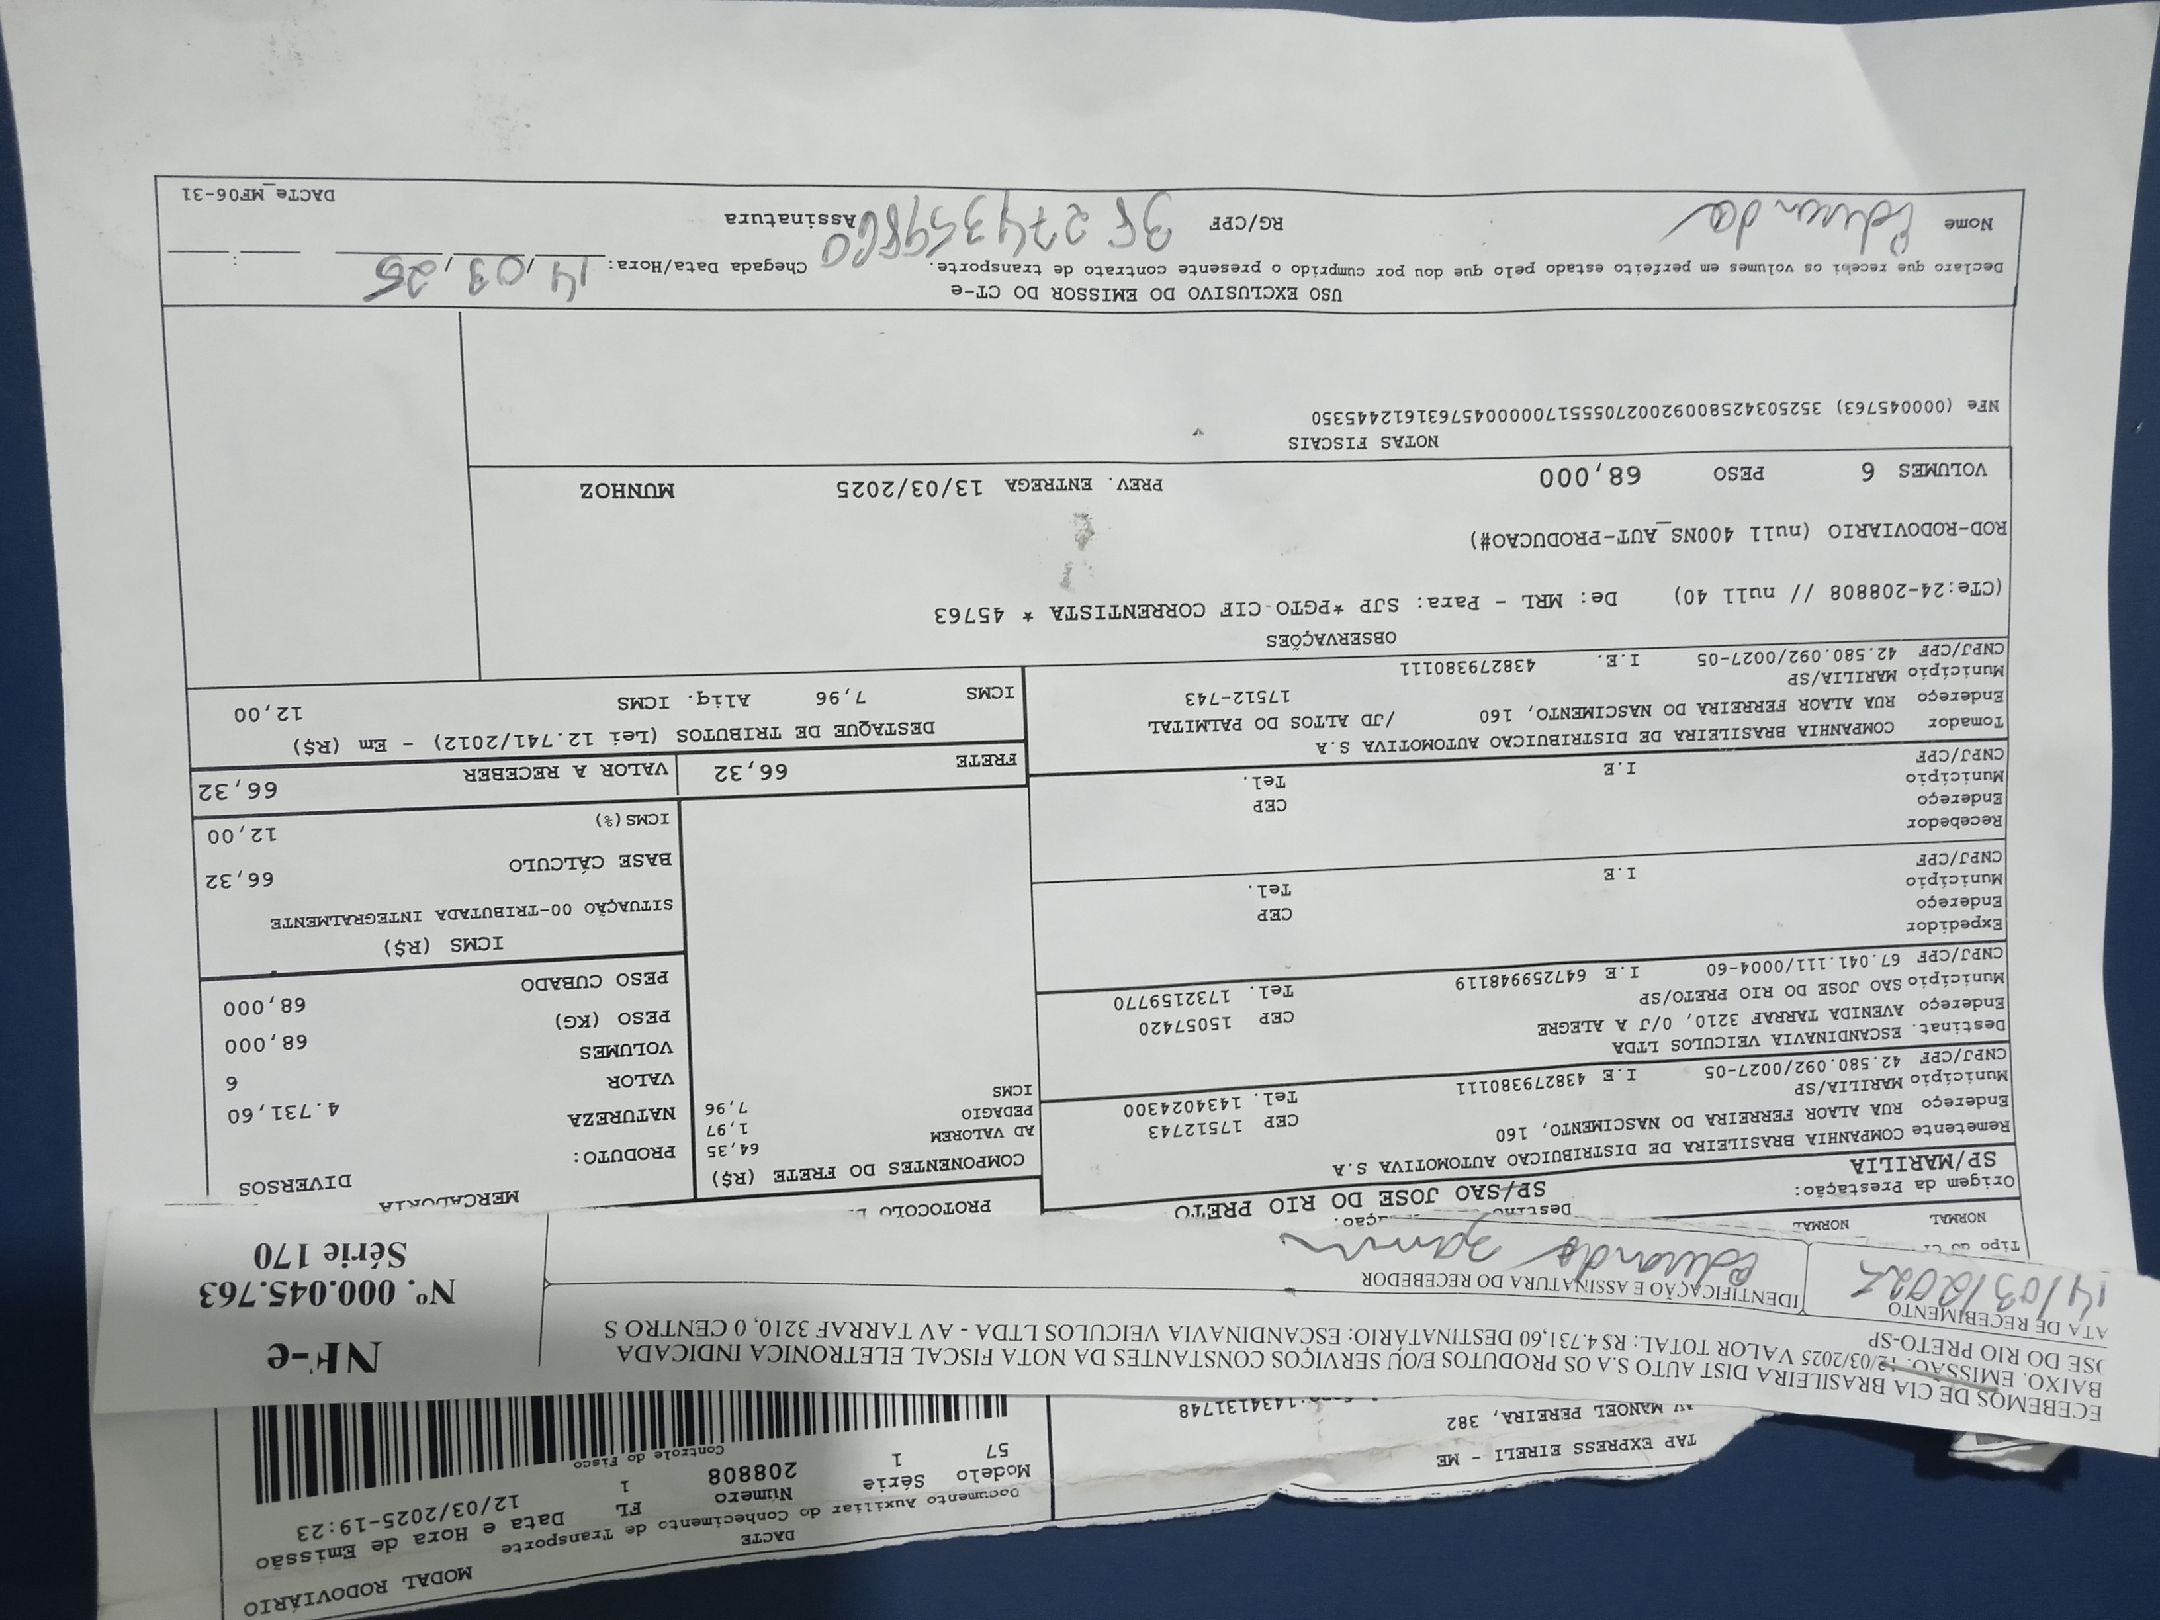 MODAL RODOVIÁRIO
DACTE
Documento Auxiliar do Conhecimento de Transporte
Modelo Série Número FL Data e Hora de Emissão
57 1 208808 1 12/03/2025-19:23
Controle do Fisco
TAP EXPRESS EIRELI - ME
AV MANOEL PEREIRA, 382
:1434131748
ECEBEMOS DE CIA BRASILEIRA DIST AUTO S.A OS PRODUTOS E/OU SERVIÇOS CONSTANTES DA NOTA FISCAL ELETRONICA INDICADA
BAIXO. EMISSÃO: 12/03/2025 VALOR TOTAL: R$ 4.731,60 DESTINATÁRIO: ESCANDINAVIA VEICULOS LTDA - AV TARRAF 3210, 0 CENTRO S
OSE DO RIO PRETO-SP
NF-e
Nº. 000.045.763
Série 170
ATA DE RECEBIMENTO
14/03/2025
IDENTIFICAÇÃO E ASSINATURA DO RECEBEDOR
Eduardo
Tipo do
NORMAL NORMAL
PROTOCOLO
Origem da Prestação:
SP/MARILIA
SP/SAO JOSE DO RIO PRETO
Remetente COMPANHIA BRASILEIRA DE DISTRIBUICAO AUTOMOTIVA S.A
Endereço RUA ALAOR FERREIRA DO NASCIMENTO, 160 CEP 17512743
Município MARILIA/SP Tel. 1434024300
CNPJ/CPF 42.580.092/0027-05 I.E 438279380111
Destinat. ESCANDINAVIA VEICULOS LTDA
Endereço AVENIDA TARRAF 3210, 0/J A ALEGRE CEP 15057420
Município SAO JOSE DO RIO PRETO/SP Tel. 1732159770
CNPJ/CPF 67.041.111/0004-60 I.E 647259948119
Expedidor
Endereço CEP
Município Tel.
CNPJ/CPF I.E
Recebedor
Endereço CEP
Município Tel.
CNPJ/CPF I.E
Tomador COMPANHIA BRASILEIRA DE DISTRIBUICAO AUTOMOTIVA S.A
Endereço RUA ALAOR FERREIRA DO NASCIMENTO, 160 /JD ALTOS DO PALMITAL
Município MARILIA/SP 17512-743
CNPJ/CPF 42.580.092/0027-05 I.E. 438279380111
COMPONENTES DO FRETE (R$)
AD VALOREM 64,35
PEDAGIO 1,97
ICMS 7,96
FRETE 66,32
MERCADORIA
PRODUTO: DIVERSOS
NATUREZA
VALOR 4.731,60
VOLUMES 6
PESO (KG) 68,000
PESO CUBADO 68,000
ICMS (R$)
SITUAÇÃO 00-TRIBUTADA INTEGRALMENTE
BASE CÁLCULO 66,32
ICMS(%) 12,00
VALOR A RECEBER 66,32
DESTAQUE DE TRIBUTOS (Lei 12.741/2012) - Em (R$)
ICMS 7,96 Aliq. ICMS 12,00
OBSERVAÇÕES
(CTe:24-208808 // null 40) De: MRL - Para: SJP *PGTO CIF CORRENTISTA * 45763
ROD-RODOVIARIO (null 400NS_AUT-PRODUCAO#)
VOLUMES 6 PESO 68,000 PREV. ENTREGA 13/03/2025 MUNHOZ
NOTAS FISCAIS
NFe (000045763) 35250342580092002705551700000457631612445350
USO EXCLUSIVO DO EMISSOR DO CT-e
Declaro que recebi os volumes em perfeito estado pelo que dou por cumprido o presente contrato de transporte. Chegada Data/Hora: 14/03/25 :
Nome Eduardo RG/CPF Assinatura
DACTe_MF06-31